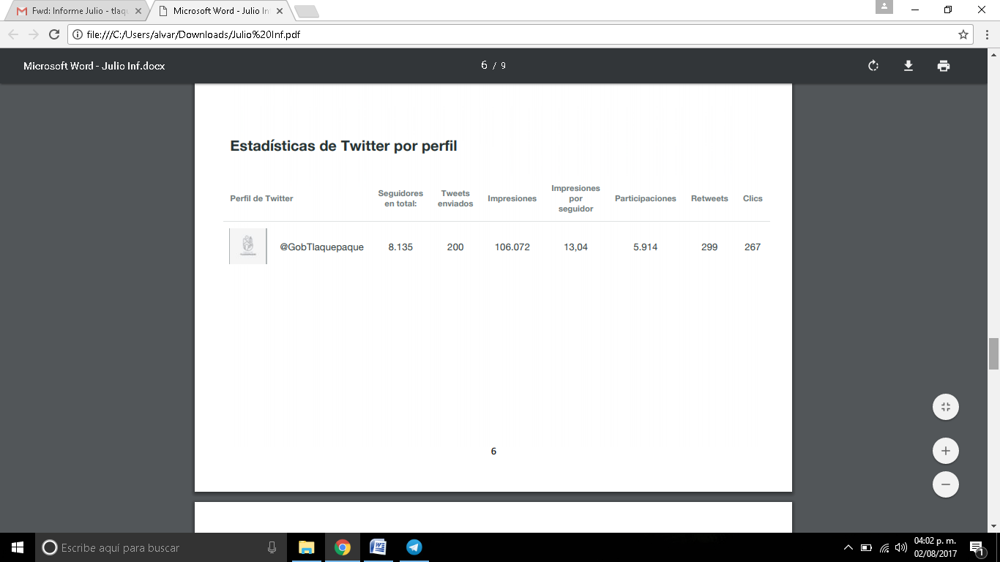 Fwd: Informe Julio - tlaqu
Microsoft Word - Julio In
file:///C:/Users/alvar/Downloads/Julio%20Inf.pdf
Microsoft Word - Julio Inf.docx
6 / 9
Estadísticas de Twitter por perfil
Perfil de Twitter
Seguidores
en total:
Tweets
enviados
Impresiones
Impresiones
por
seguidor
Participaciones
Retweets
Clics
@GobTlaquepaque 8.135 200 106.072 13,04 5.914 299 267
6
Escribe aquí para buscar
04:02 p. m.
02/08/2017
1